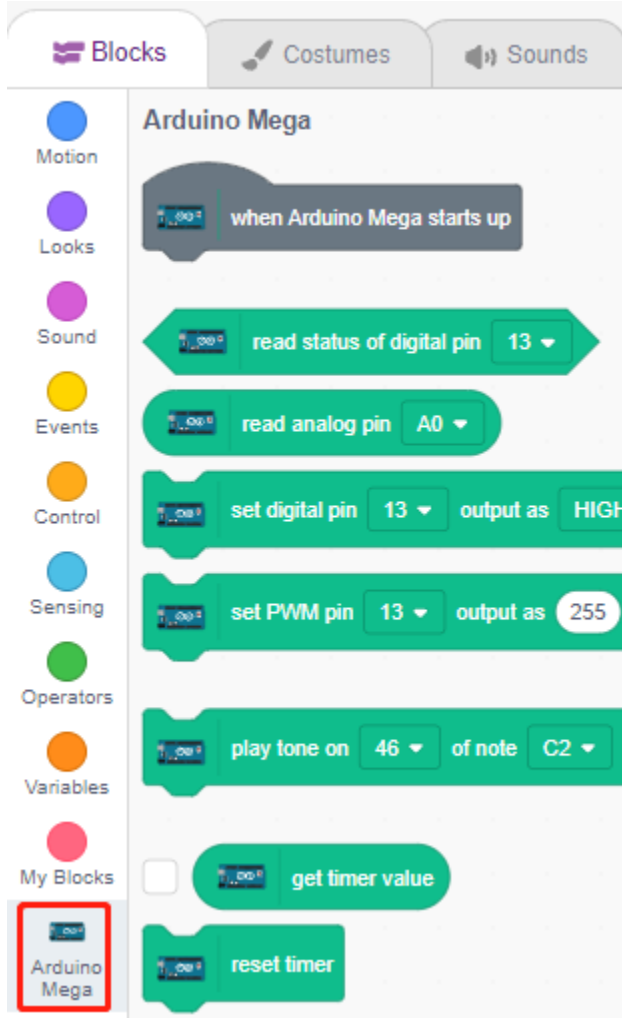 Blocks Costumes Sounds
Arduino Mega
Motion
when Arduino Mega starts up
Looks
Sound
read status of digital pin 13
Events
read analog pin A0
Control
set digital pin 13 output as HIGH
Sensing
set PWM pin 13 output as 255
Operators
play tone on 46 of note C2
Variables
My Blocks
get timer value
Arduino
Mega
reset timer